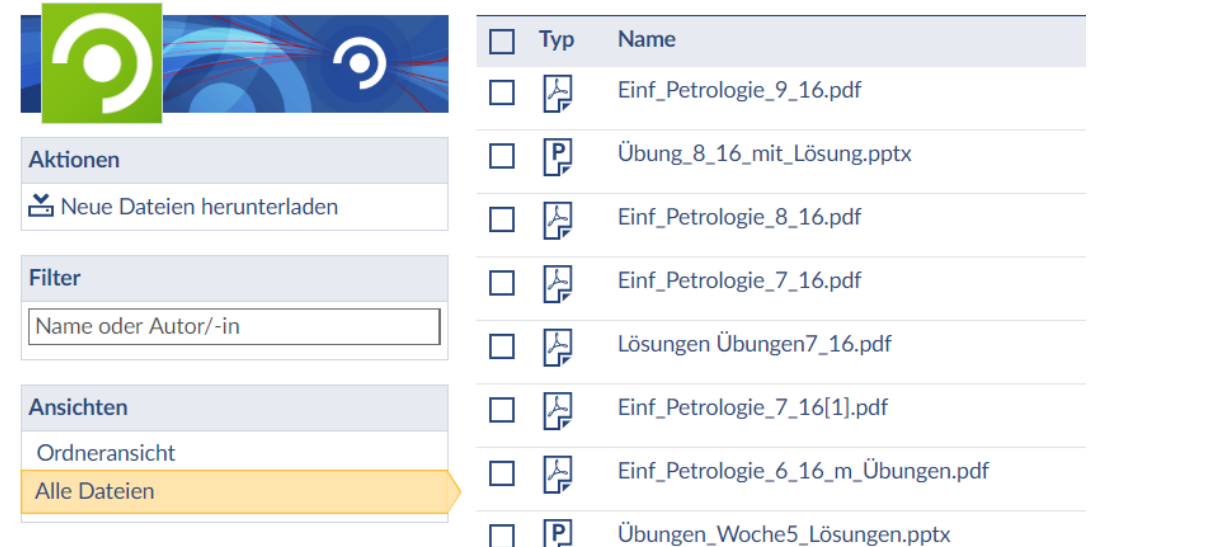 Aktionen
Neue Dateien herunterladen
Filter
Name oder Autor/-in
Ansichten
Ordneransicht
Alle Dateien
Typ Name
Einf_Petrologie_9_16.pdf
Übung_8_16_mit_Lösung.pptx
Einf_Petrologie_8_16.pdf
Einf_Petrologie_7_16.pdf
Lösungen Übungen7_16.pdf
Einf_Petrologie_7_16[1].pdf
Einf_Petrologie_6_16_m_Übungen.pdf
Übungen_Woche5_Lösungen.pptx